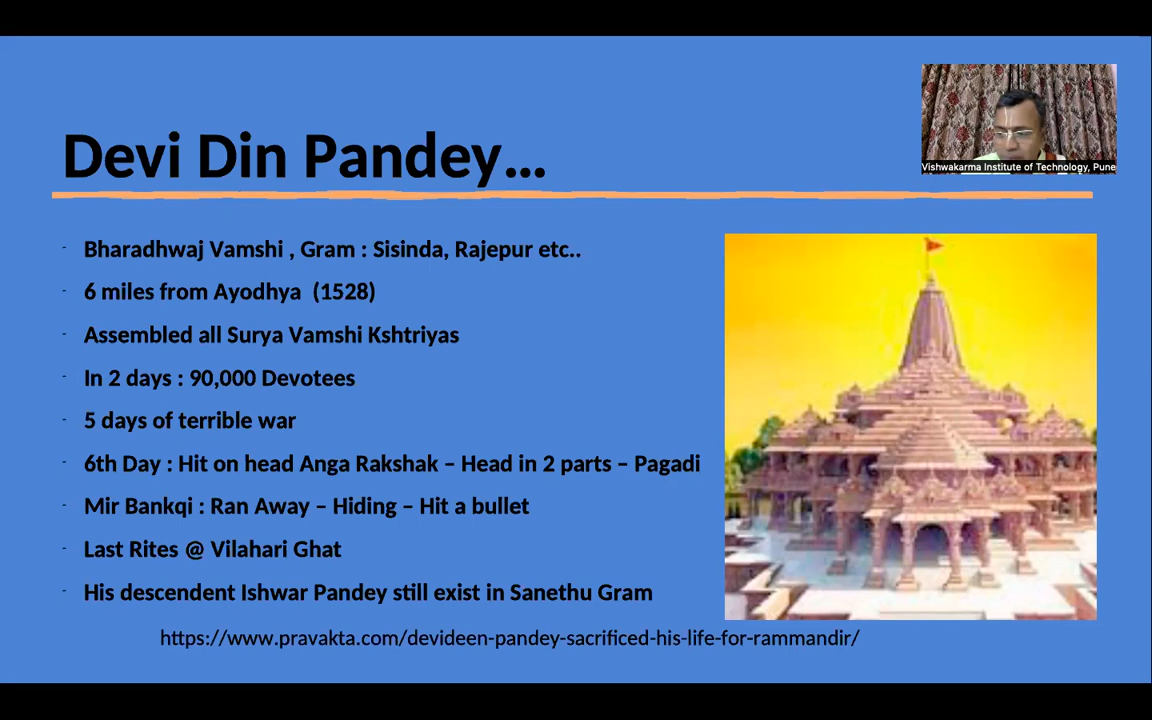 Vishwakarma Institute of Technology, Pune
Devi Din Pandey...
- Bharadhwaj Vamshi , Gram : Sisinda, Rajepur etc..
- 6 miles from Ayodhya (1528)
- Assembled all Surya Vamshi Kshtriyas
- In 2 days : 90,000 Devotees
- 5 days of terrible war
- 6th Day : Hit on head Anga Rakshak – Head in 2 parts – Pagadi
- Mir Bankqi : Ran Away – Hiding – Hit a bullet
- Last Rites @ Vilahari Ghat
- His descendent Ishwar Pandey still exist in Sanethu Gram
https://www.pravakta.com/devideen-pandey-sacrificed-his-life-for-rammandir/